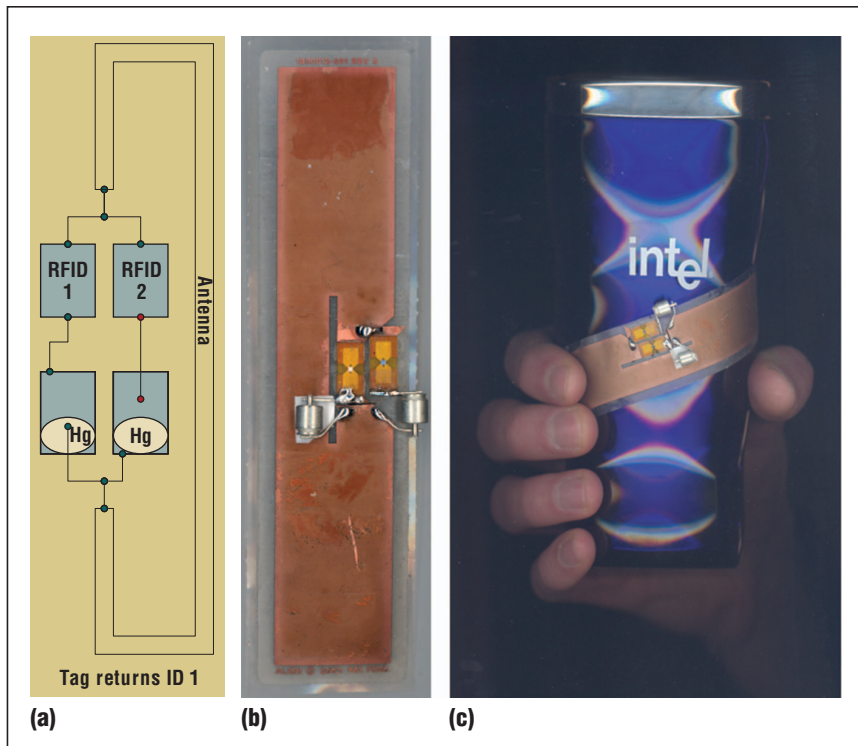 RFID
1
RFID
2
Antenna
Hg
Hg
Tag returns ID 1
intel
(a)
(b)
(c)